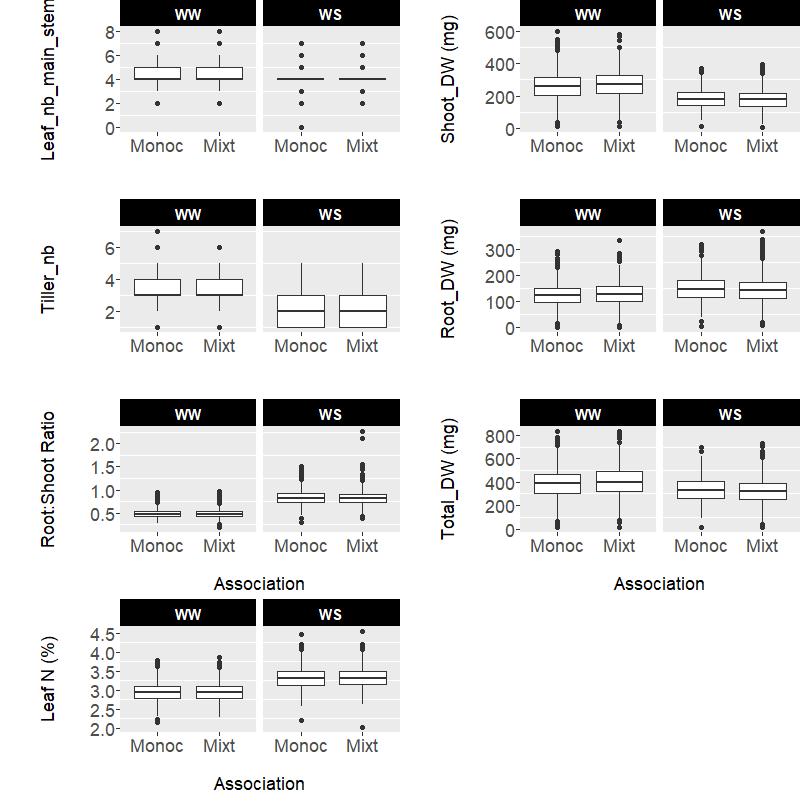 Leaf_nb_main_stem
WW
WS
8
6
4
2
0
Monoc
Mixt
Monoc
Mixt
Shoot_DW (mg)
WW
WS
600
400
200
0
Monoc
Mixt
Monoc
Mixt
Tiller_nb
WW
WS
6
4
2
Monoc
Mixt
Monoc
Mixt
Root_DW (mg)
WW
WS
300
200
100
0
Monoc
Mixt
Monoc
Mixt
Root:Shoot Ratio
WW
WS
2.0
1.5
1.0
0.5
Monoc
Mixt
Monoc
Mixt
Association
Total_DW (mg)
WW
WS
800
600
400
200
0
Monoc
Mixt
Monoc
Mixt
Association
Leaf N (%)
WW
WS
4.5
4.0
3.5
3.0
2.5
2.0
Monoc
Mixt
Monoc
Mixt
Association